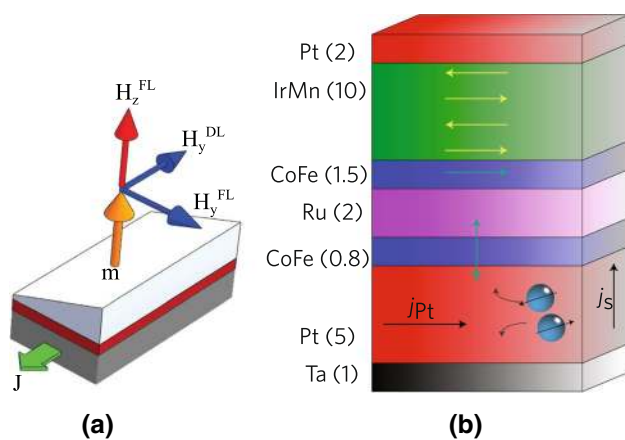 H_z^FL
H_y^DL
H_y^FL
m
J
(a)
Pt (2)
IrMn (10)
CoFe (1.5)
Ru (2)
CoFe (0.8)
j_Pt
j_s
Pt (5)
Ta (1)
(b)